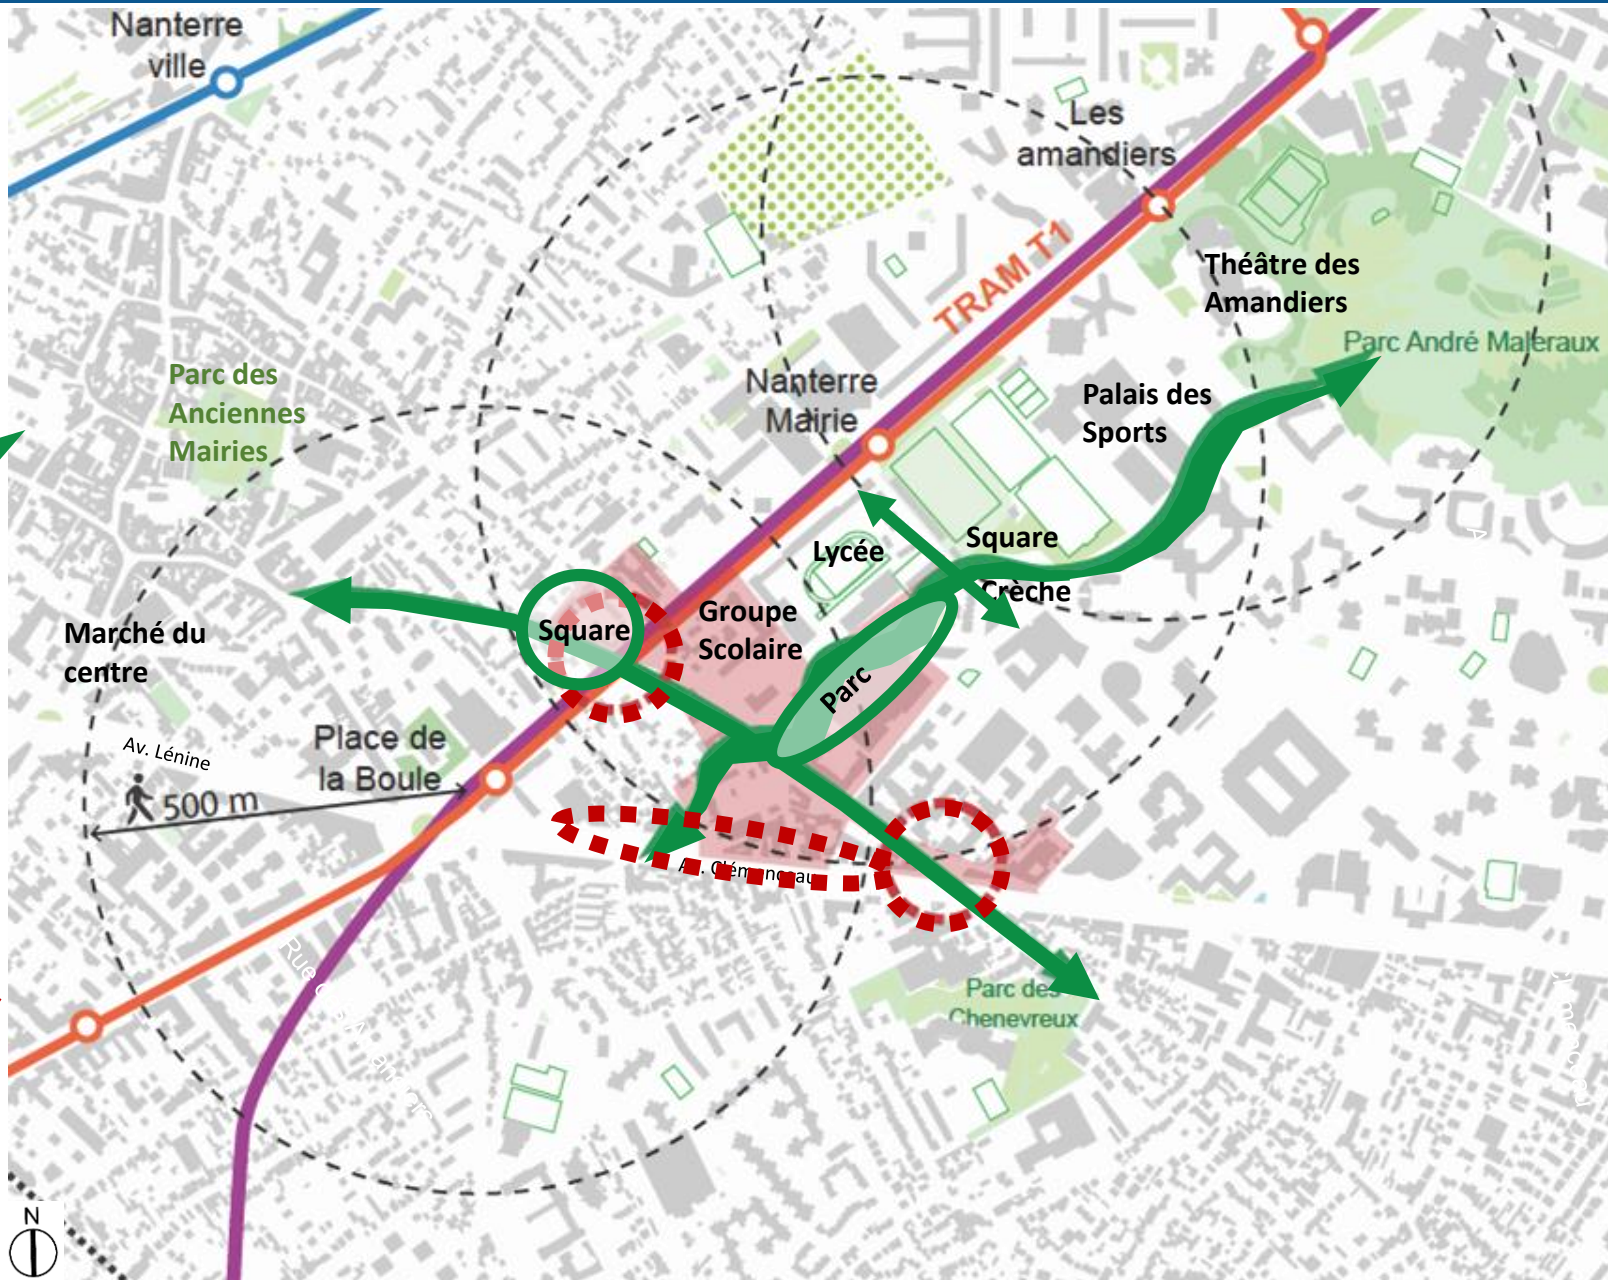 Nanterre
ville
Les
amandiers
TRAM T1
Théâtre des
Amandiers
Parc André Maleraux
Parc des
Anciennes
Mairies
Nanterre
Mairie
Palais des
Sports
Lycée
Square
Crèche
Groupe
Scolaire
Square
Marché du
centre
Parc
Place de
la Boule
Av. Lénine
500 m
Parc des
Chenevreux
Rue
N